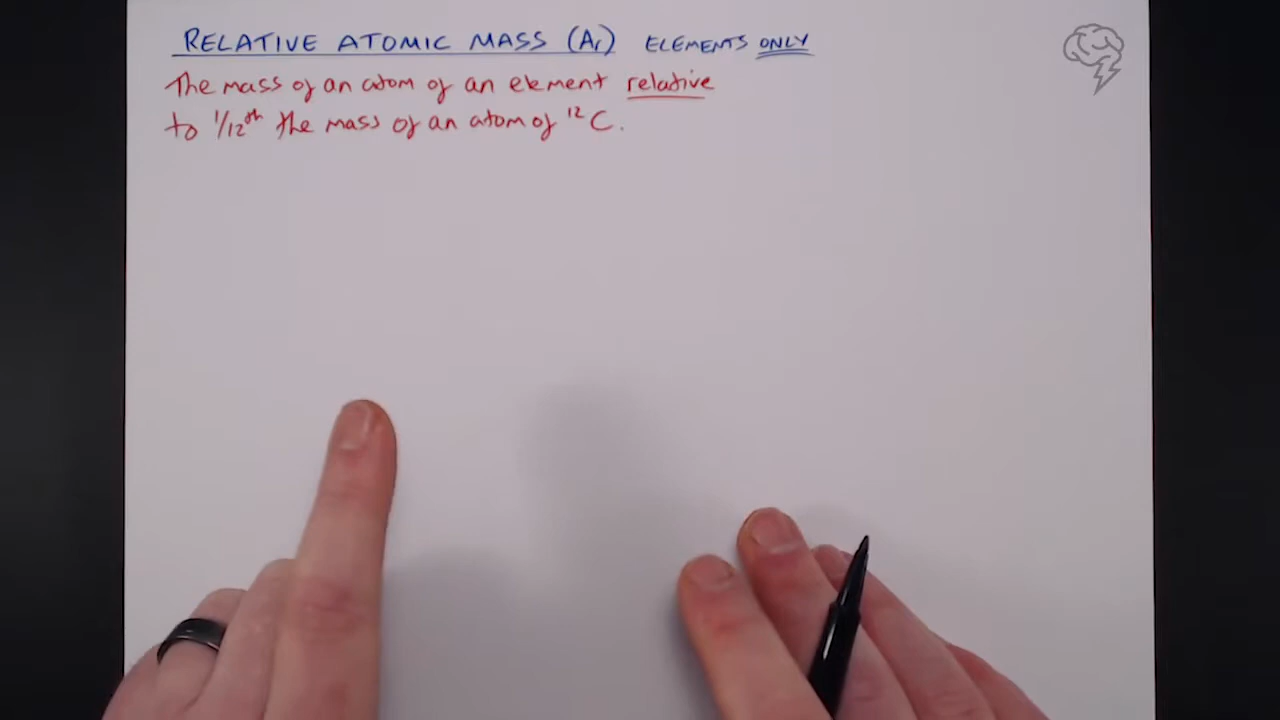 RELATIVE ATOMIC MASS (Ar) ELEMENTS ONLY
The mass of an atom of an element relative
to 1/12th the mass of an atom of ¹²C.